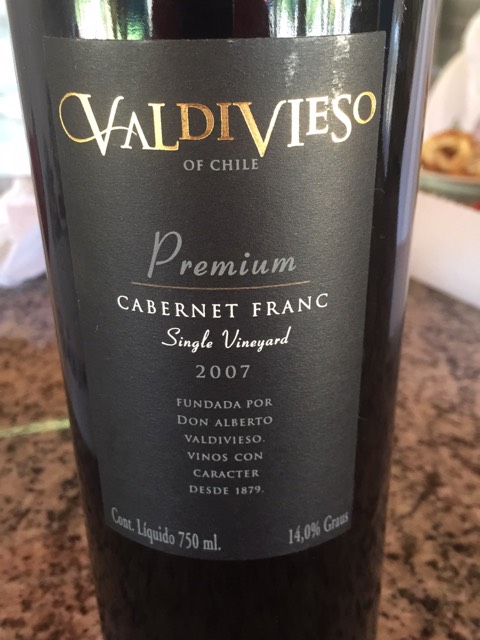 VALDIVIESO
OF CHILE
Premium
CABERNET FRANC
Single Vineyard
2007
FUNDADA POR
DON ALBERTO
VALDIVIESO.
VINOS CON
CARACTER
DESDE 1879.
Cont. Líquido 750 ml. 14,0% Graus